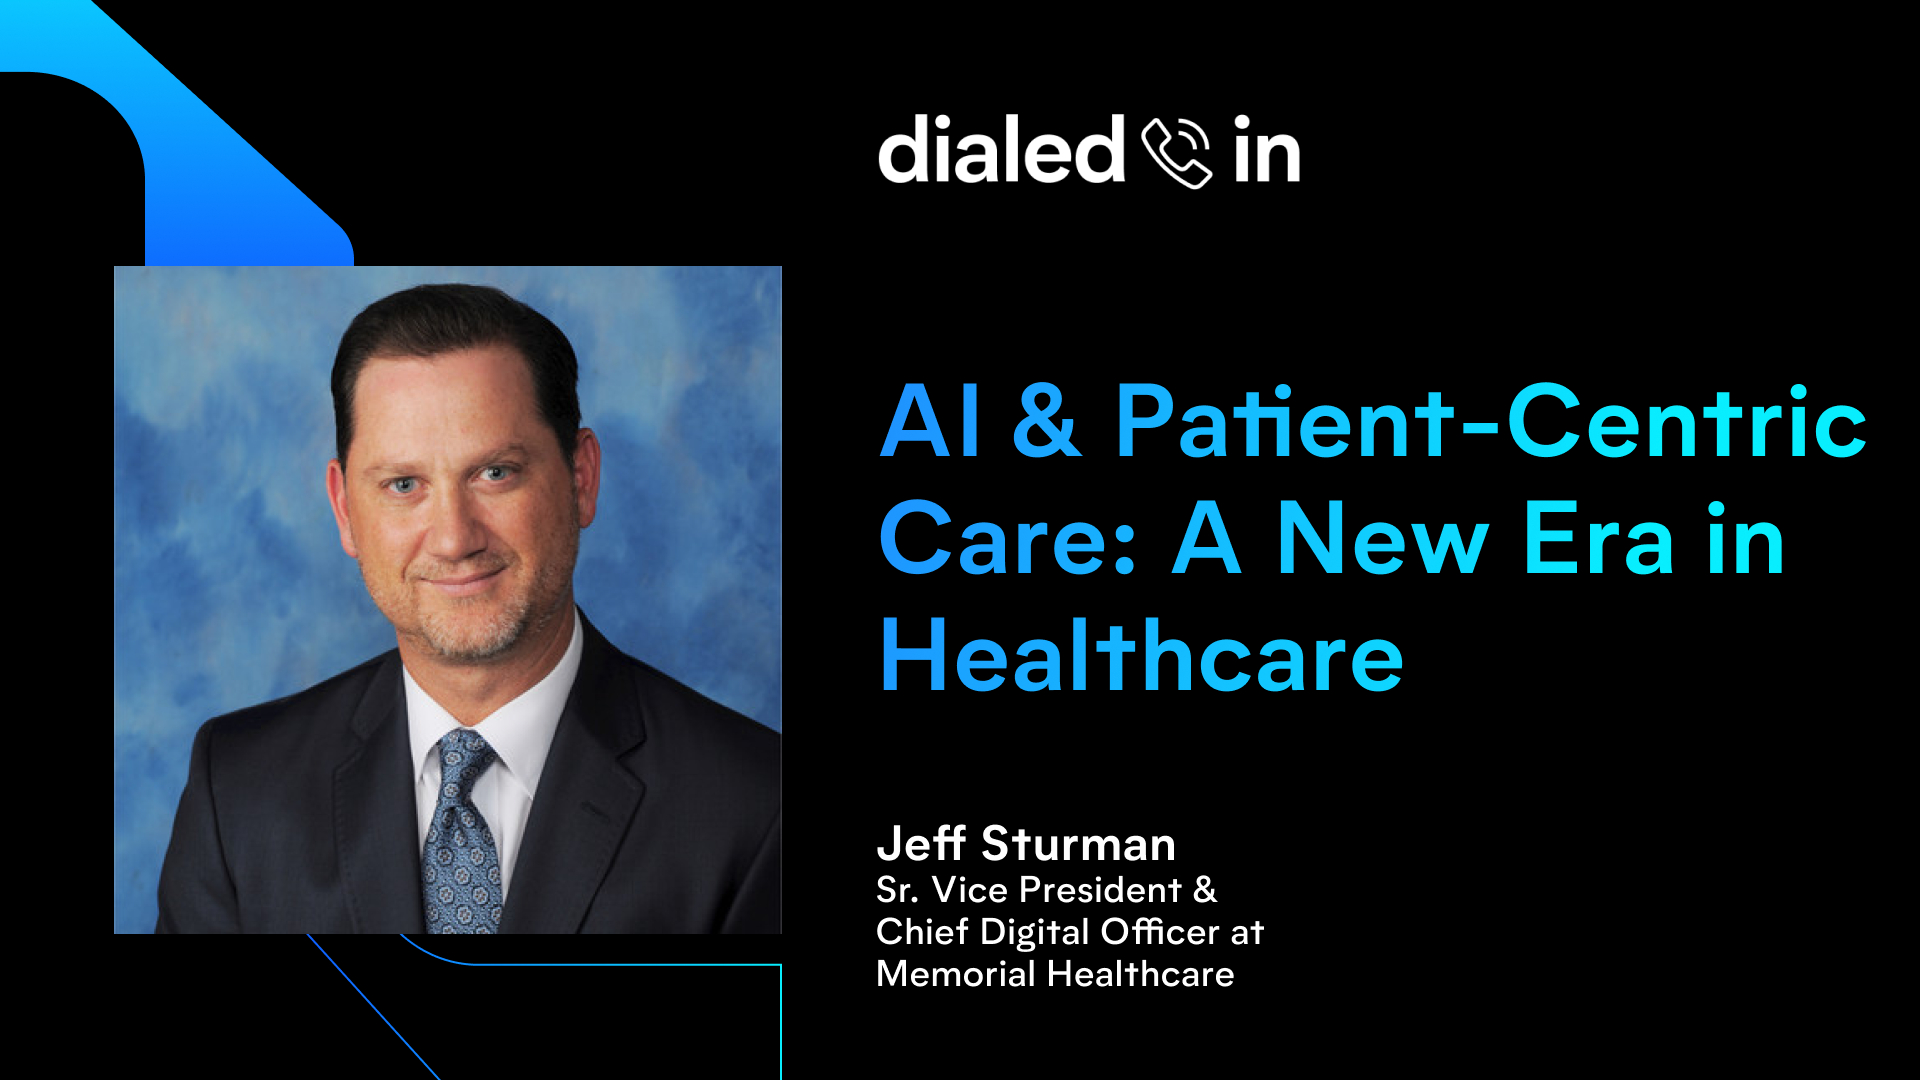 dialed in
AI & Patient-Centric
Care: A New Era in
Healthcare
Jeff Sturman
Sr. Vice President &
Chief Digital Officer at
Memorial Healthcare